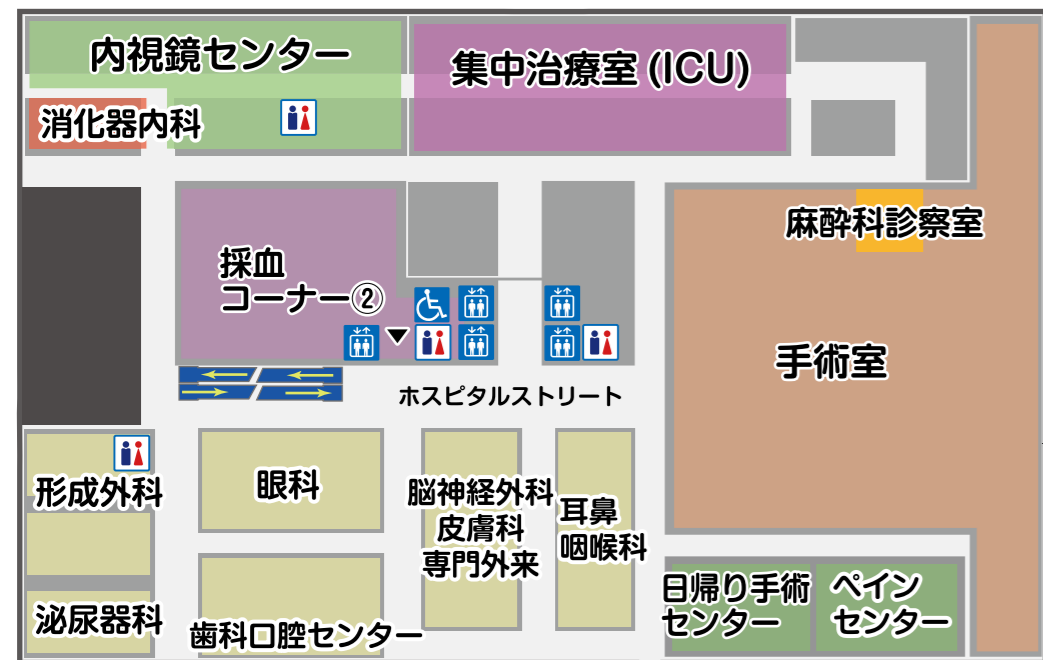 内視鏡センター
集中治療室 (ICU)
消化器内科
麻酔科診察室
採血
コーナー②
手術室
ホスピタルストリート
形成外科
眼科
脳神経外科
皮膚科
専門外来
耳鼻
咽喉科
泌尿器科
歯科口腔センター
日帰り手術
センター
ペイン
センター